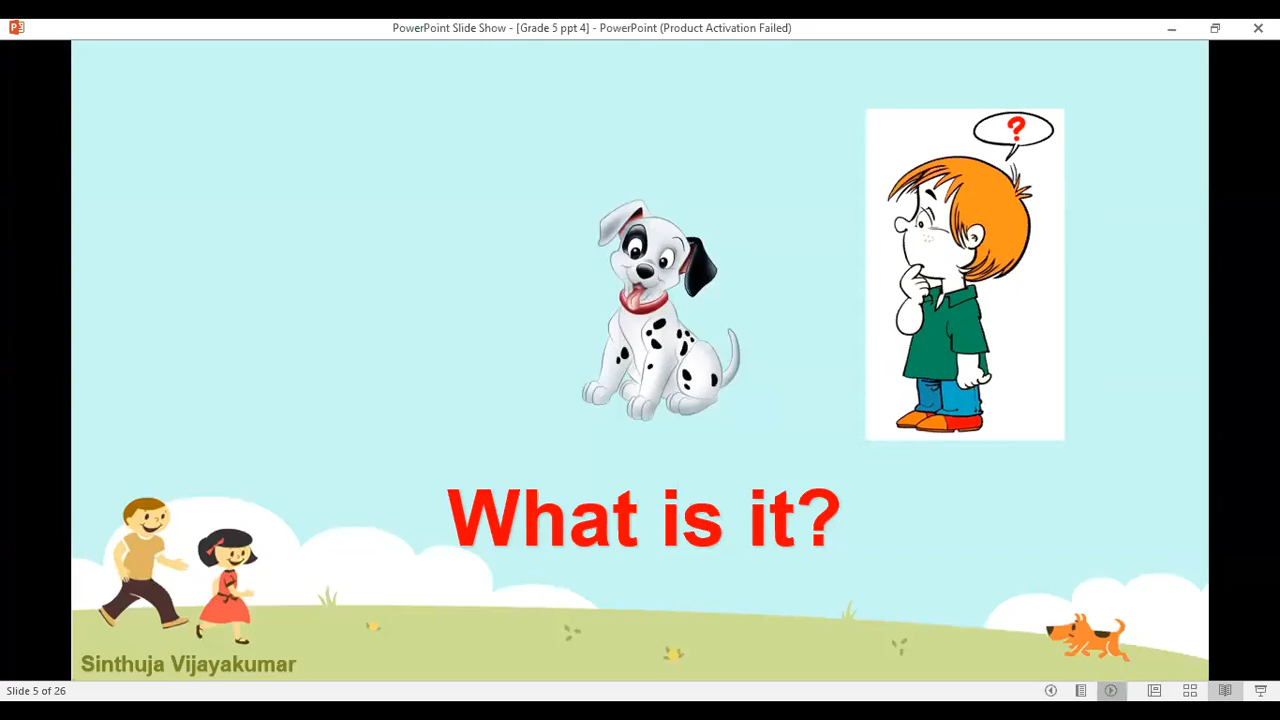 PowerPoint Slide Show - [Grade 5 ppt 4] - PowerPoint (Product Activation Failed)
?
What is it?
Sinthuja Vijayakumar
Slide 5 of 26